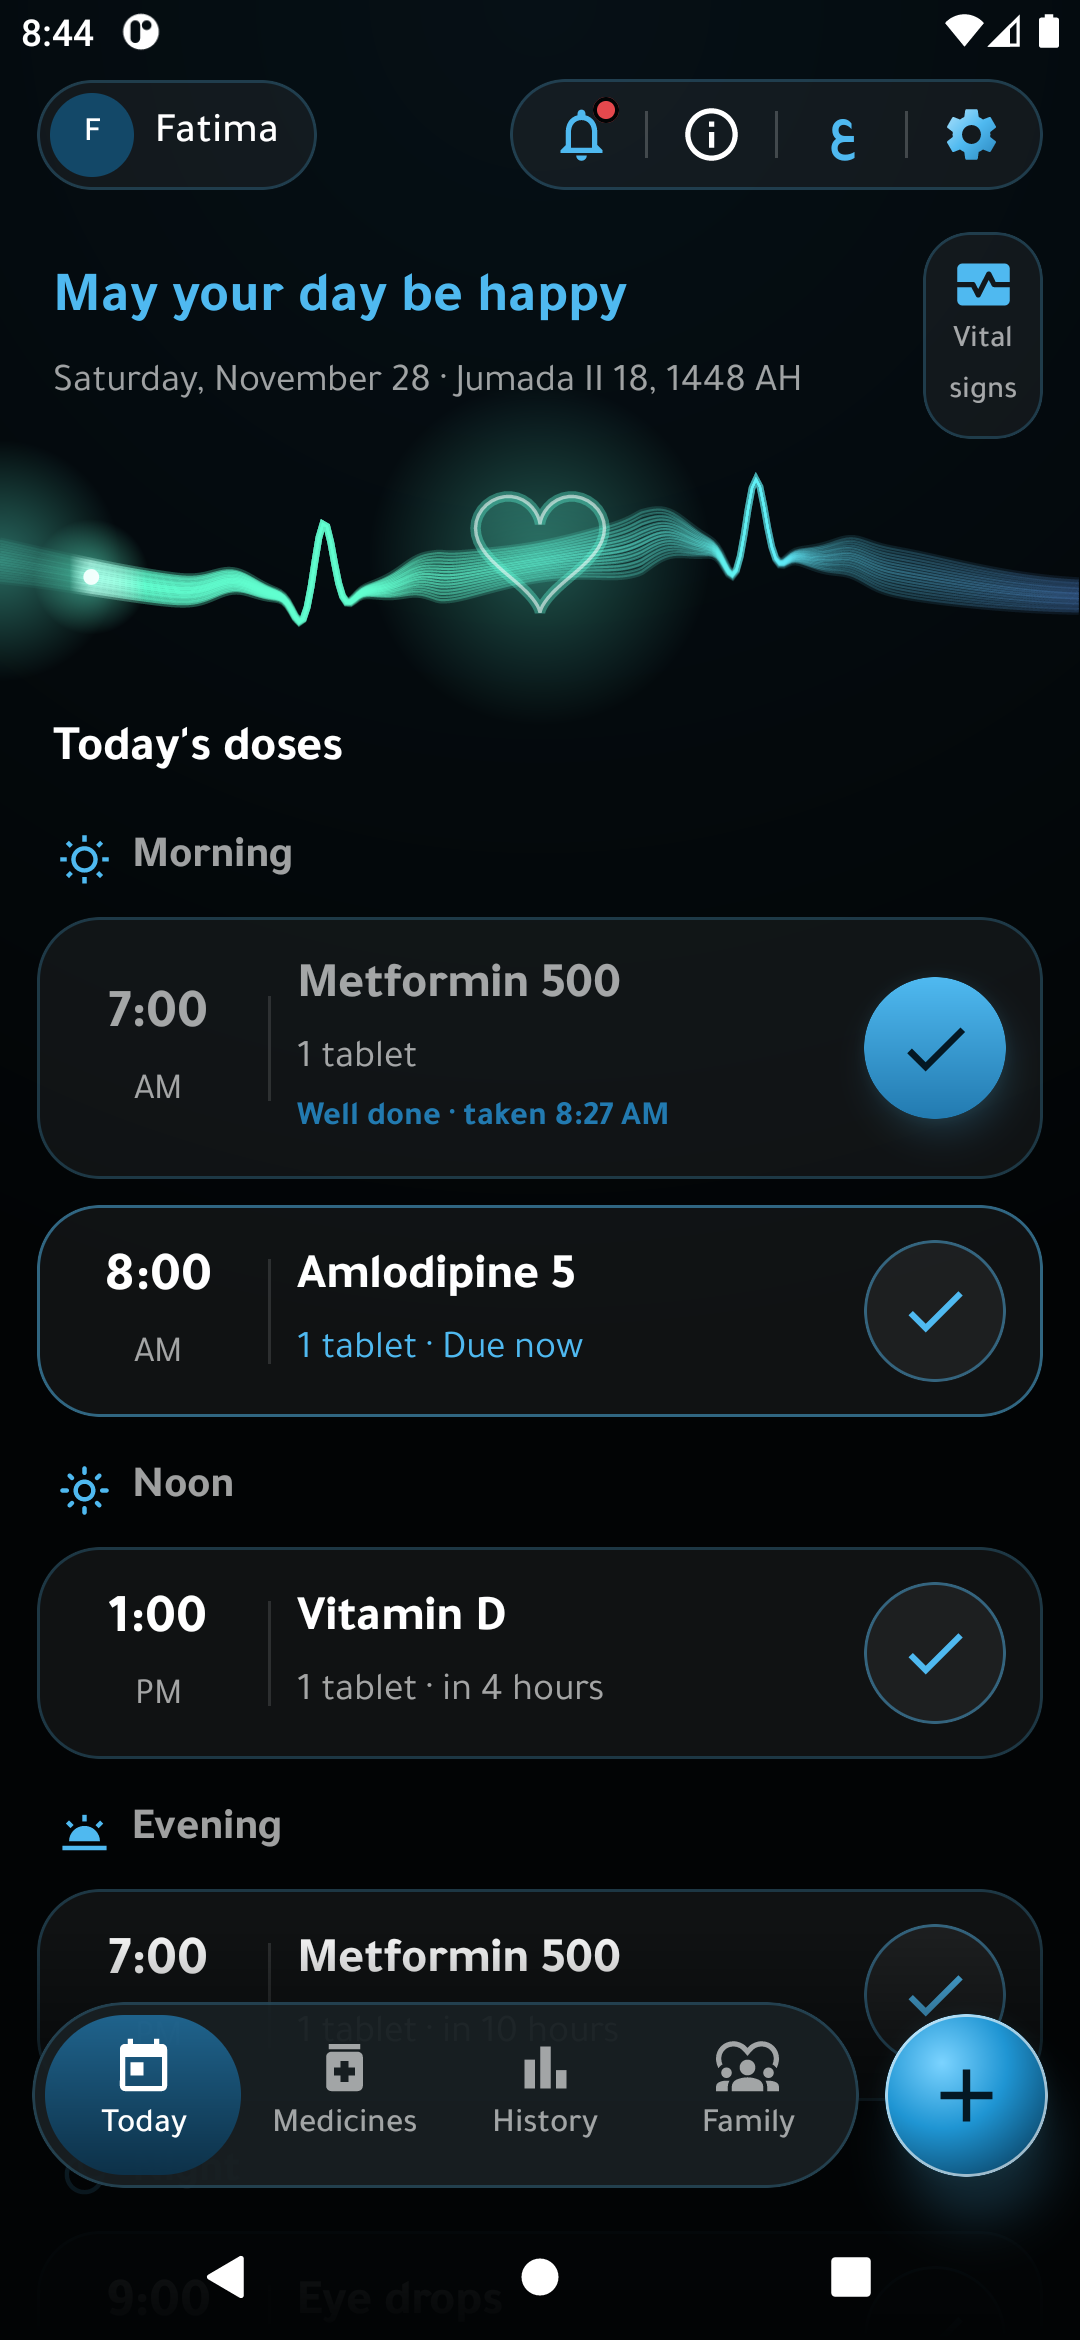 8:44
F
Fatima
ع
May your day be happy
Saturday, November 28 · Jumada II 18, 1448 AH
Vital
signs
Today's doses
Morning
7:00
AM
Metformin 500
1 tablet
Well done · taken 8:27 AM
8:00
AM
Amlodipine 5
1 tablet · Due now
Noon
1:00
PM
Vitamin D
1 tablet · in 4 hours
Evening
7:00
Metformin 500
1 tablet · in 10 hours
Today
Medicines
History
Family
9:00
Eye drops